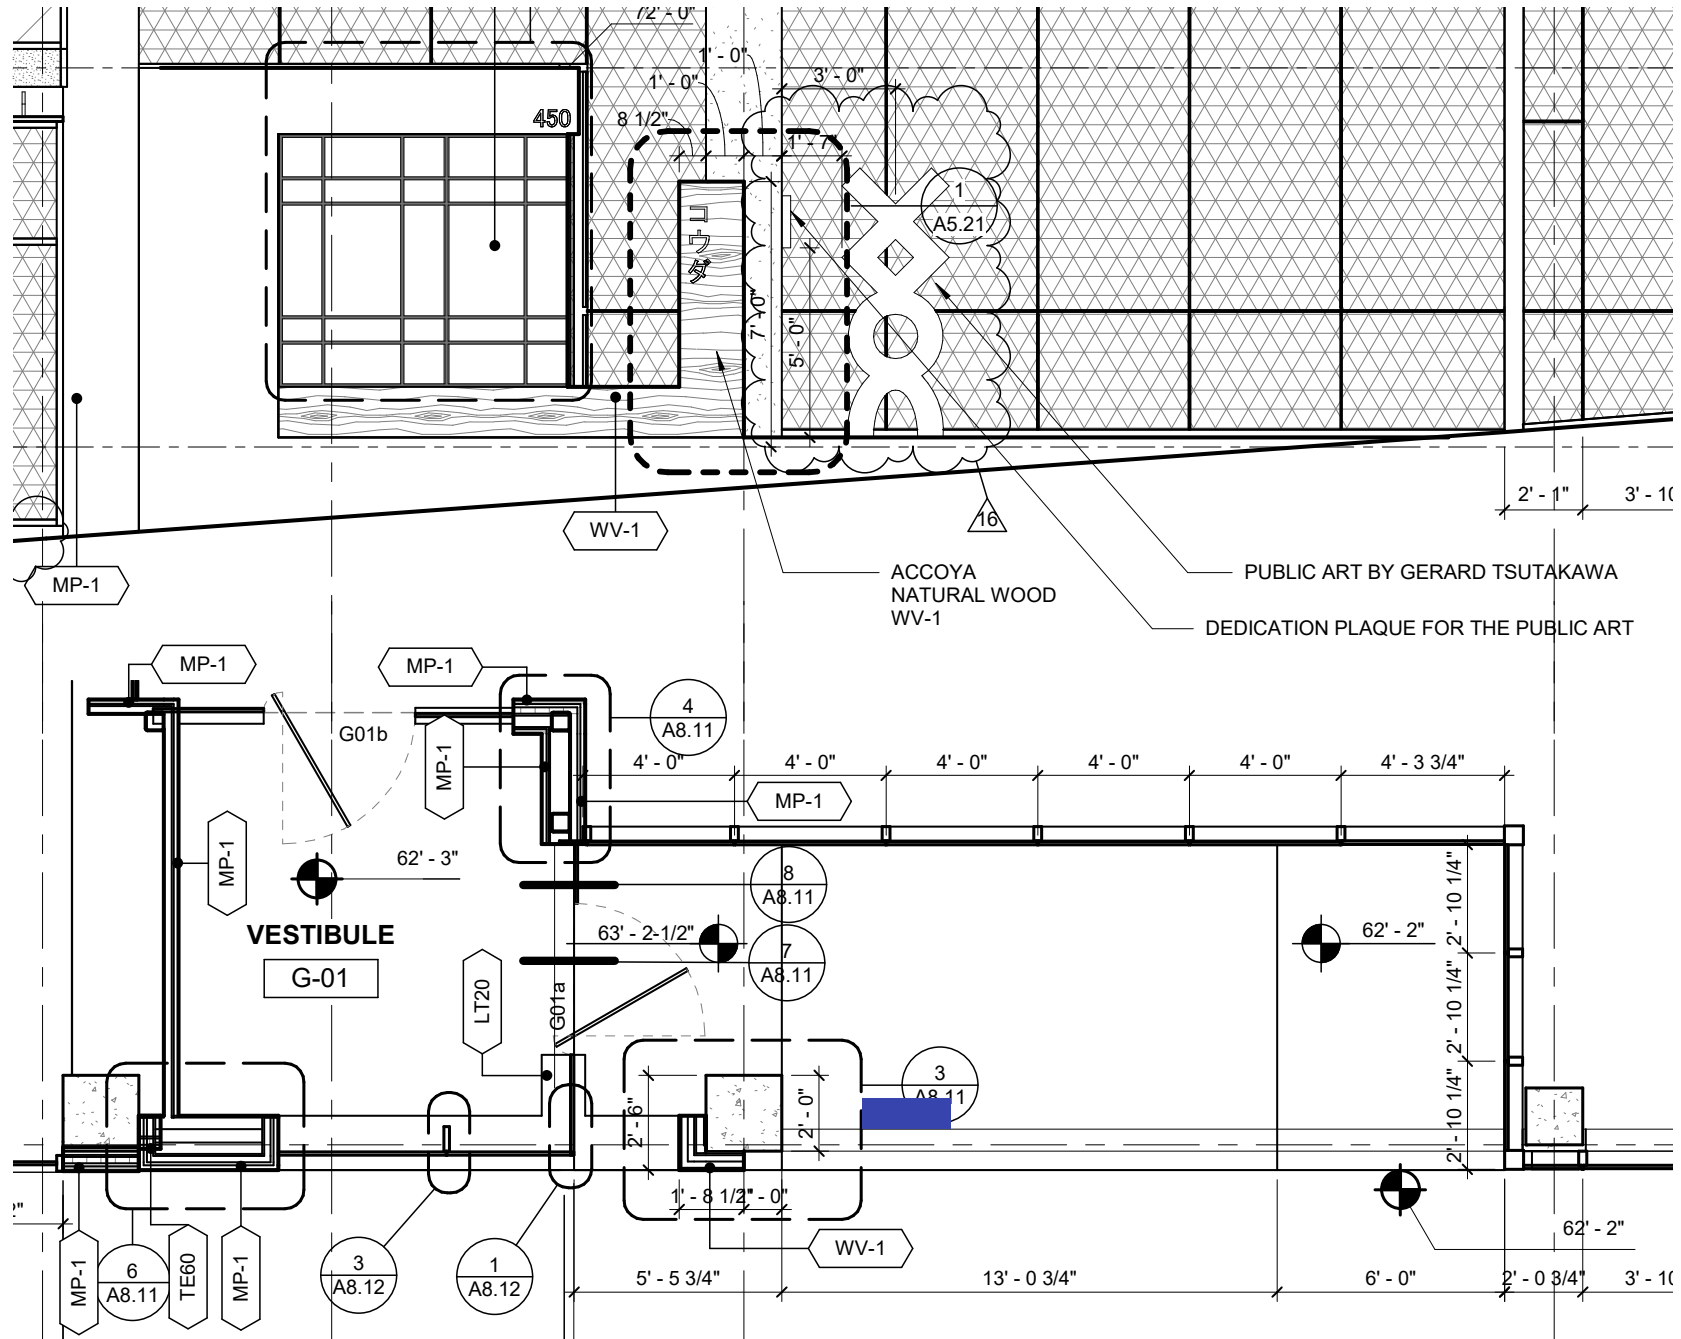 72' - 0"
1' - 0"
1' - 0"
3' - 0"
8 1/2"
1' - 7"
450
コウダ
1
A5.21
7' - 0"
5' - 0"
2' - 1"
3' - 10
16
WV-1
MP-1
ACCOYA
NATURAL WOOD
WV-1
PUBLIC ART BY GERARD TSUTAKAWA
DEDICATION PLAQUE FOR THE PUBLIC ART
MP-1
MP-1
4
A8.11
G01b
MP-1
4' - 0"
4' - 0"
4' - 0"
4' - 0"
4' - 0"
4' - 3 3/4"
MP-1
MP-1
62' - 3"
8
A8.11
2' - 10 1/4"
VESTIBULE
G-01
63' - 2-1/2"
7
A8.11
62' - 2"
LT20
G01a
2' - 10 1/4"
3
A8.11
2' - 6"
2' - 0"
2' - 10 1/4"
1' - 8 1/2"
- 0"
WV-1
62' - 2"
2"
MP-1
6
A8.11
TE60
MP-1
3
A8.12
1
A8.12
5' - 5 3/4"
13' - 0 3/4"
6' - 0"
2' - 0 3/4"
3' - 10